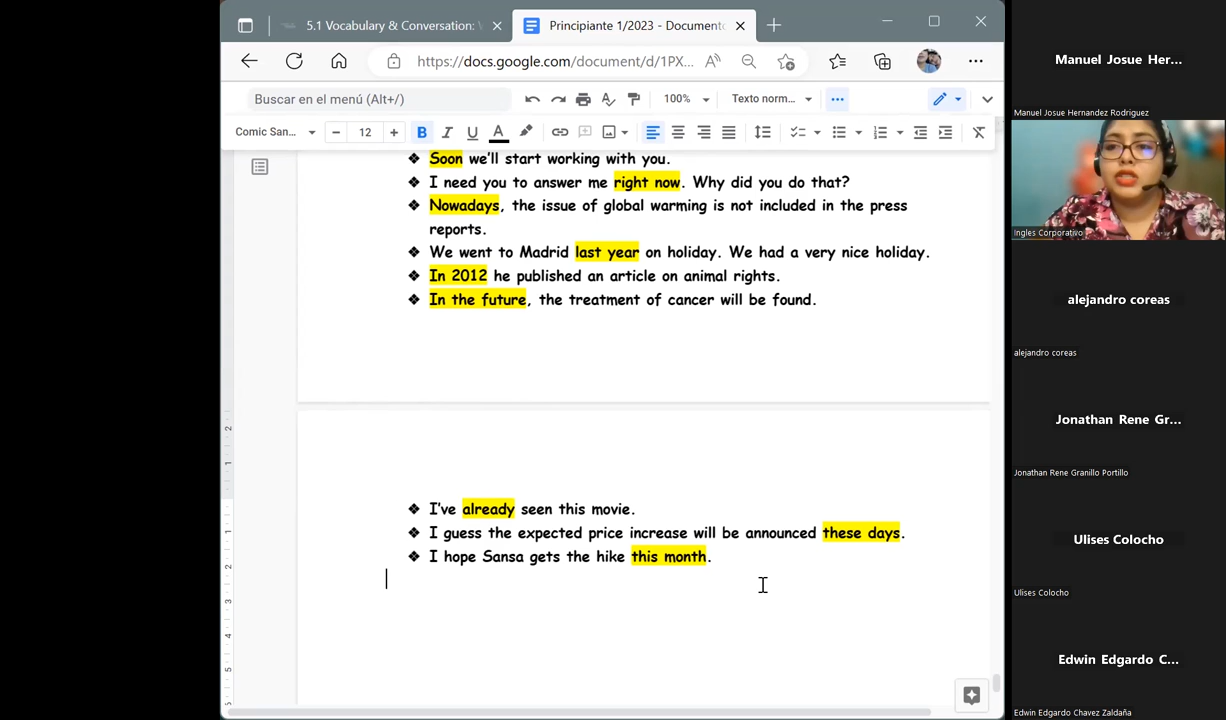 5.1 Vocabulary & Conversation:
Principiante 1/2023 - Documento
https://docs.google.com/document/d/1PX...
Buscar en el menú (Alt+/)
100%
Texto norm...
Comic San...
12
Soon we'll start working with you.
I need you to answer me right now. Why did you do that?
Nowadays, the issue of global warming is not included in the press
reports.
We went to Madrid last year on holiday. We had a very nice holiday.
In 2012 he published an article on animal rights.
In the future, the treatment of cancer will be found.
I've already seen this movie.
I guess the expected price increase will be announced these days.
I hope Sansa gets the hike this month.
Manuel Josue Her...
Manuel Josue Hernandez Rodriguez
Ingles Corporativo
alejandro coreas
alejandro coreas
Jonathan Rene Gr...
Jonathan Rene Granillo Portillo
Ulises Colocho
Ulises Colocho
Edwin Edgardo C...
Edwin Edgardo Chavez Zaldaña